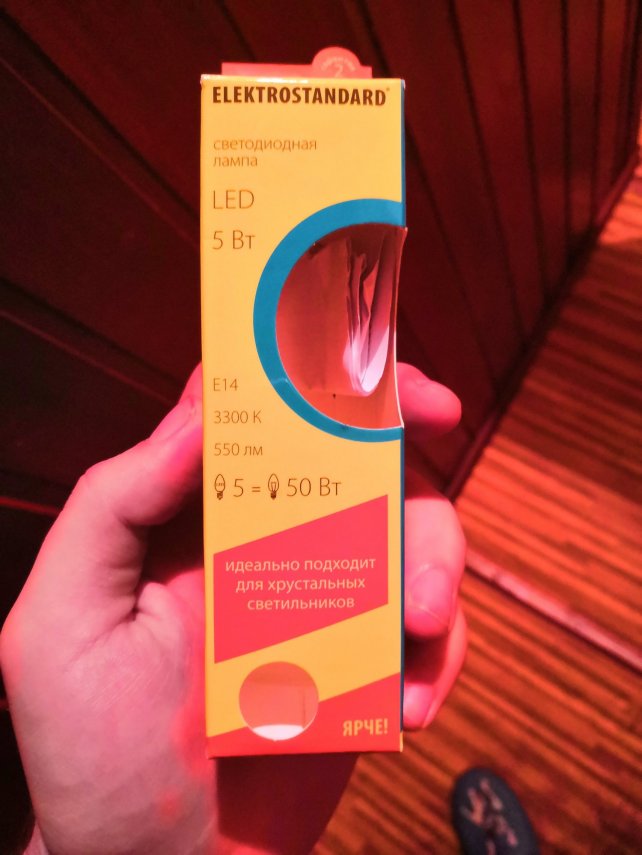 ELEKTROSTANDARD®
светодиодная
лампа
LED
5 Вт
E14
3300 К
550 лм
5 = 50 Вт
идеально подходит
для хрустальных
светильников
ЯРЧЕ!